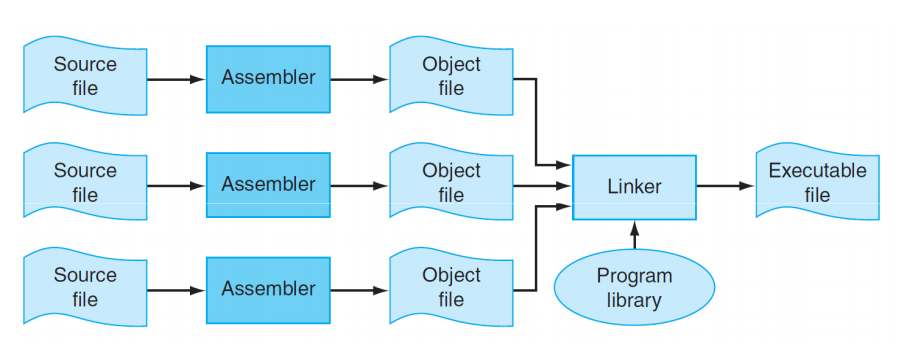 Source
file
Assembler
Object
file
Source
file
Assembler
Object
file
Linker
Executable
file
Source
file
Assembler
Object
file
Program
library